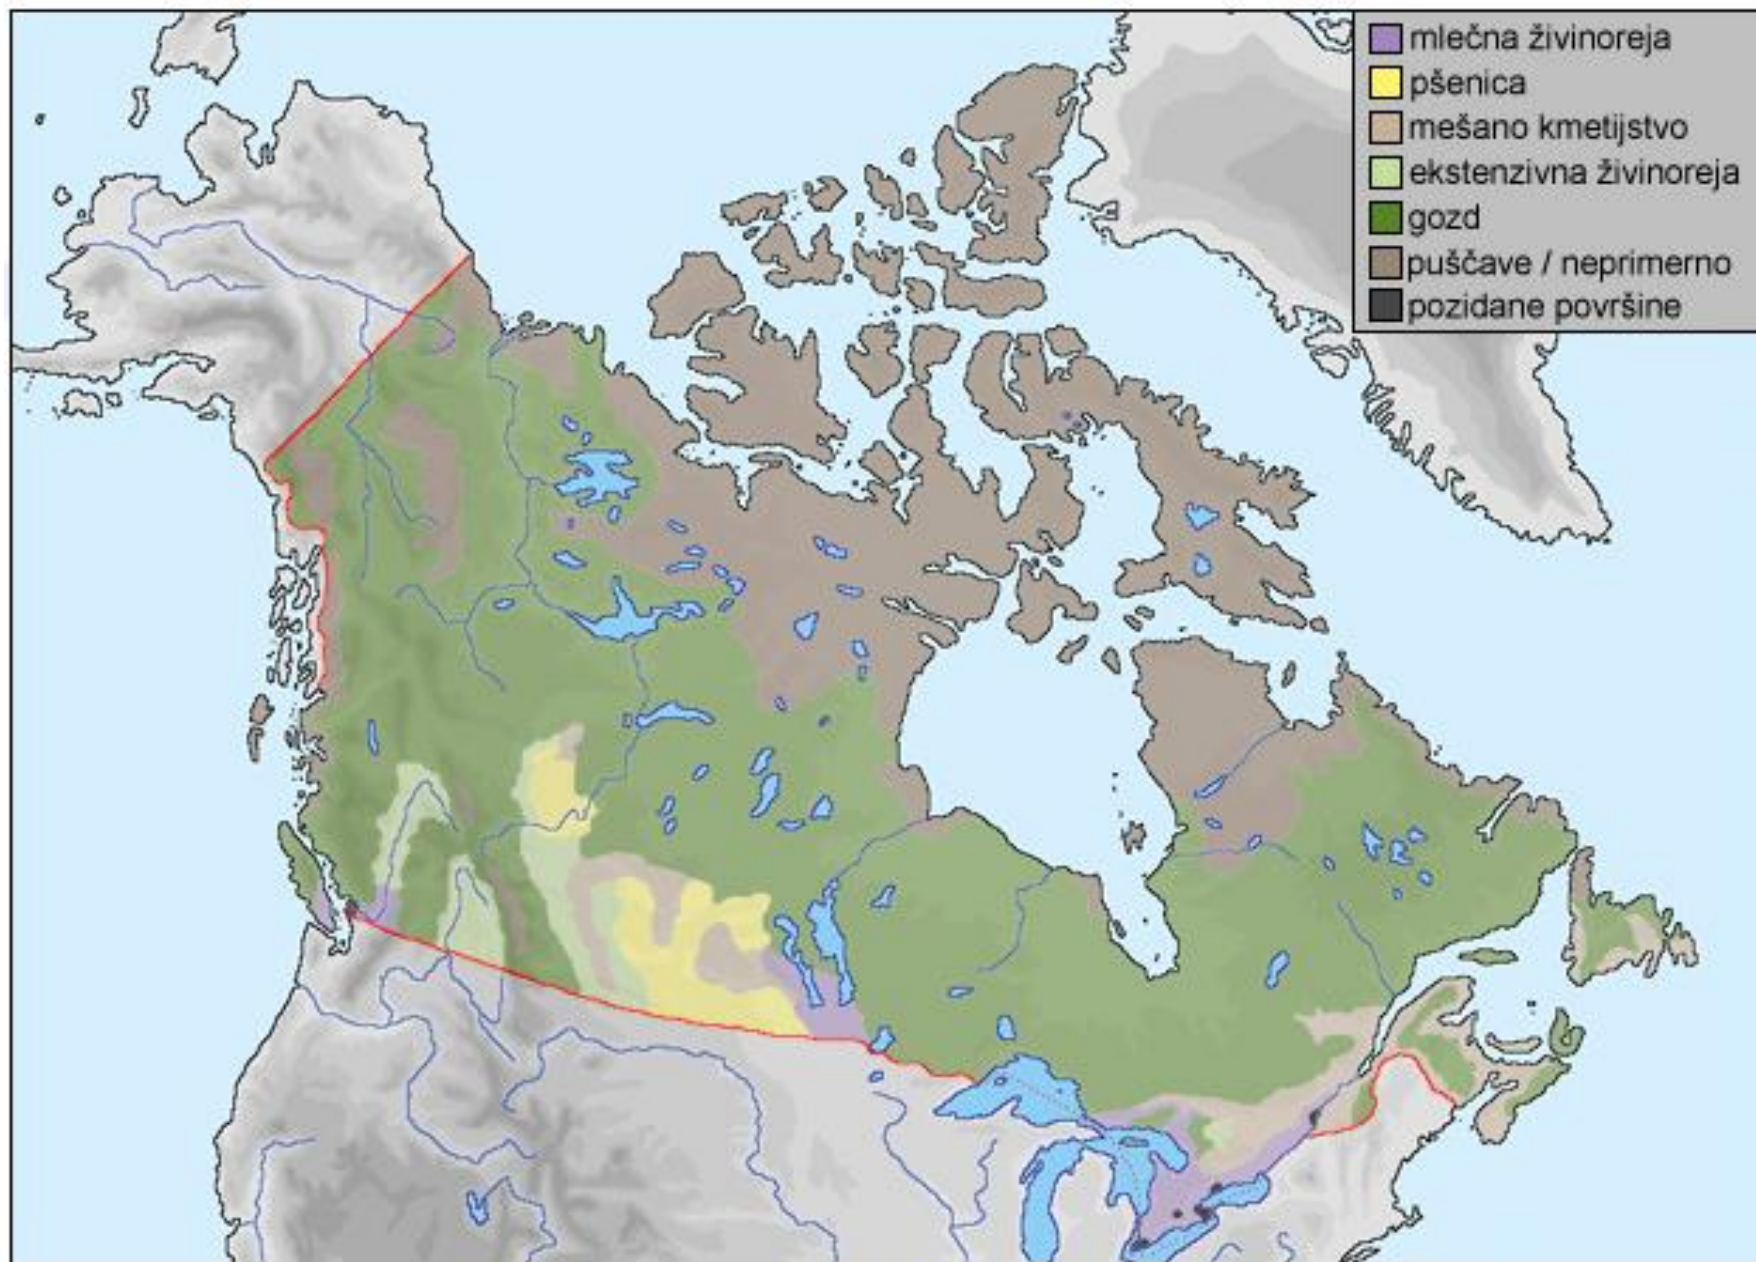 mlečna živinoreja
pšenica
mešano kmetijstvo
ekstenzivna živinoreja
gozd
puščave / neprimerno
pozidane površine